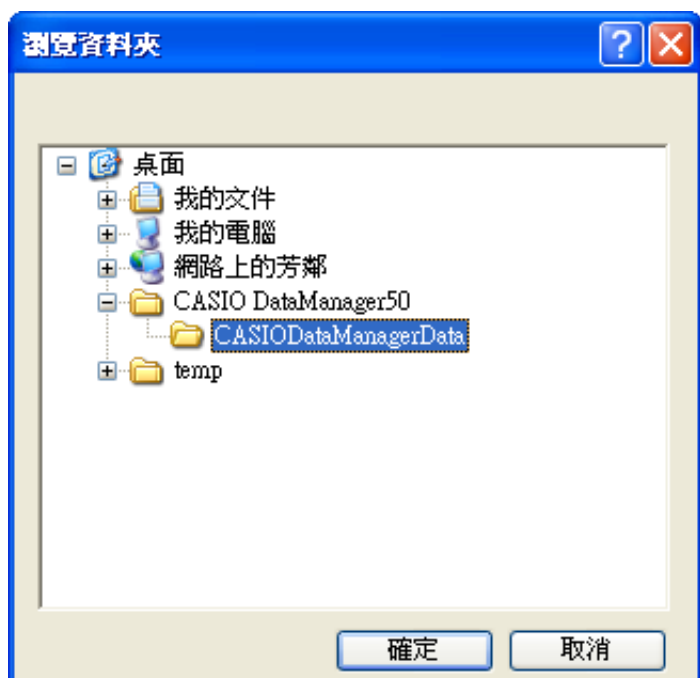 瀏覽資料夾
桌面
我的文件
我的電腦
網路上的芳鄰
CASIO DataManager50
CASIODataManagerData
temp
確定
取消